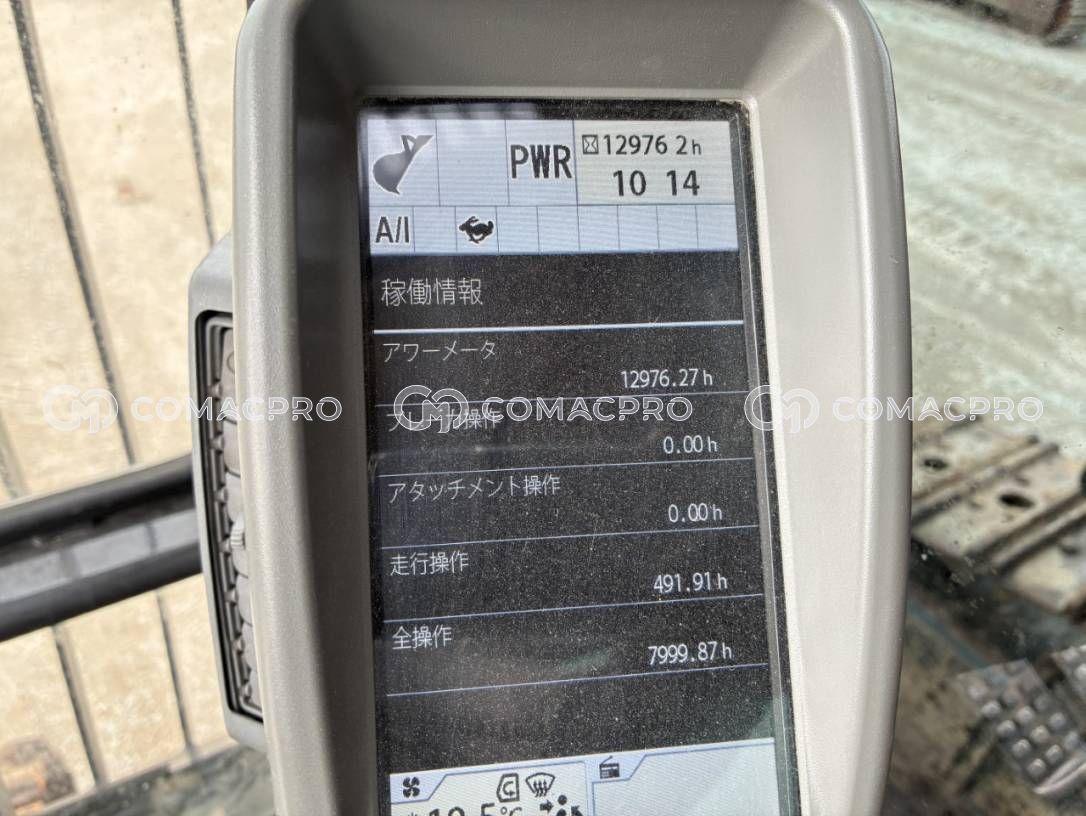 PWR
12976 2h
10 14
A/I
稼働情報
アワーメータ
12976.27h
COMACPRO COMACPRO COMACPRO
操作
0.00h
アタッチメント操作
0.00h
走行操作
491.91h
全操作
7999.87h